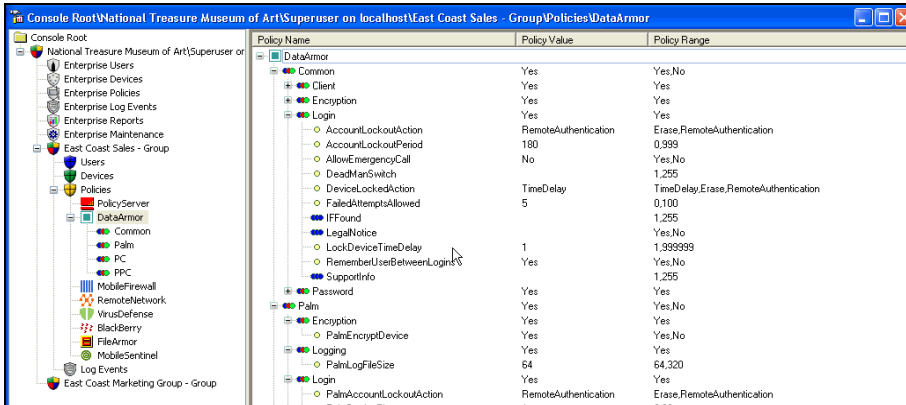 Console Root\National Treasure Museum of Art\Superuser on localhost\East Coast Sales - Group\Policies\DataArmor
Console Root
National Treasure Museum of Art\Superuser or
Enterprise Users
Enterprise Devices
Enterprise Policies
Enterprise Log Events
Enterprise Reports
Enterprise Maintenance
East Coast Sales - Group
Users
Devices
Policies
PolicyServer
DataArmor
Common
Palm
PC
PPC
MobileFirewall
RemoteNetwork
VirusDefense
BlackBerry
FileArmor
MobileSentinel
Log Events
East Coast Marketing Group - Group
Policy Name Policy Value Policy Range
DataArmor
Common Yes Yes,No
Client Yes Yes
Encryption Yes Yes
Login Yes Yes
AccountLockoutAction RemoteAuthentication Erase,RemoteAuthentication
AccountLockoutPeriod 180 0,999
AllowEmergencyCall No Yes,No
DeadManSwitch 1,255
DeviceLockedAction TimeDelay TimeDelay,Erase,RemoteAuthentication
FailedAttemptsAllowed 5 0,100
IFFound 1,255
LegalNotice Yes,No
LockDeviceTimeDelay 1 1,999999
RememberUserBetweenLogins Yes Yes,No
SupportInfo 1,255
Password Yes Yes
Palm Yes Yes,No
Encryption Yes Yes
PalmEncryptDevice Yes Yes,No
Logging Yes Yes
PalmLogFileSize 64 64,320
Login Yes Yes
PalmAccountLockoutAction RemoteAuthentication Erase,RemoteAuthentication